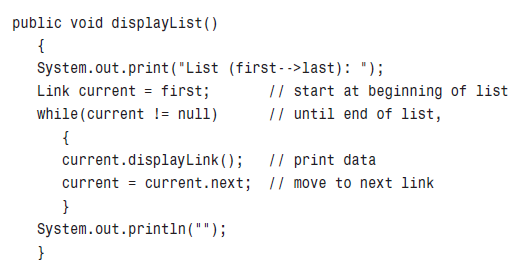 public void displayList()
{
System.out.print("List (first-->last): ");
Link current = first; // start at beginning of list
while(current != null) // until end of list,
{
current.displayLink(); // print data
current = current.next; // move to next link
}
System.out.println("");
}